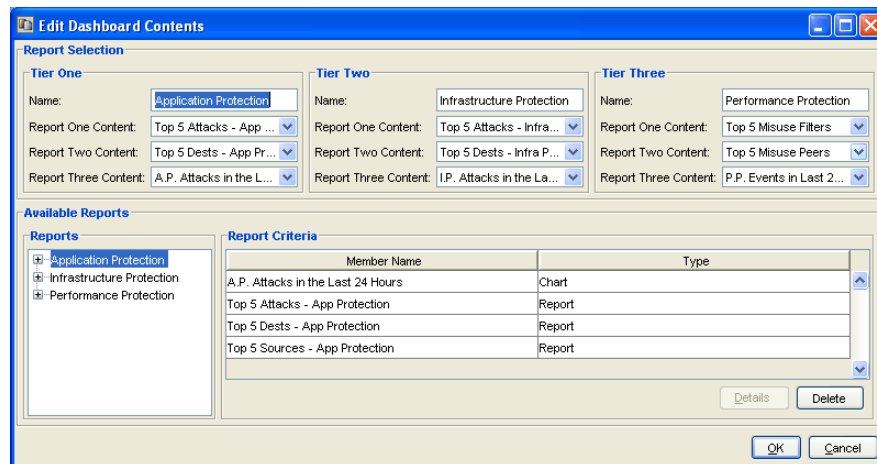 Edit Dashboard Contents
Report Selection
Tier One
Name: Application Protection
Report One Content: Top 5 Attacks - App ...
Report Two Content: Top 5 Dests - App Pr...
Report Three Content: A.P. Attacks in the L...
Tier Two
Name: Infrastructure Protection
Report One Content: Top 5 Attacks - Infra...
Report Two Content: Top 5 Dests - Infra P...
Report Three Content: I.P. Attacks in the La...
Tier Three
Name: Performance Protection
Report One Content: Top 5 Misuse Filters
Report Two Content: Top 5 Misuse Peers
Report Three Content: P.P. Events in Last 2...
Available Reports
Reports
Application Protection
Infrastructure Protection
Performance Protection
Report Criteria
Member Name Type
A.P. Attacks in the Last 24 Hours Chart
Top 5 Attacks - App Protection Report
Top 5 Dests - App Protection Report
Top 5 Sources - App Protection Report
Details Delete
OK Cancel